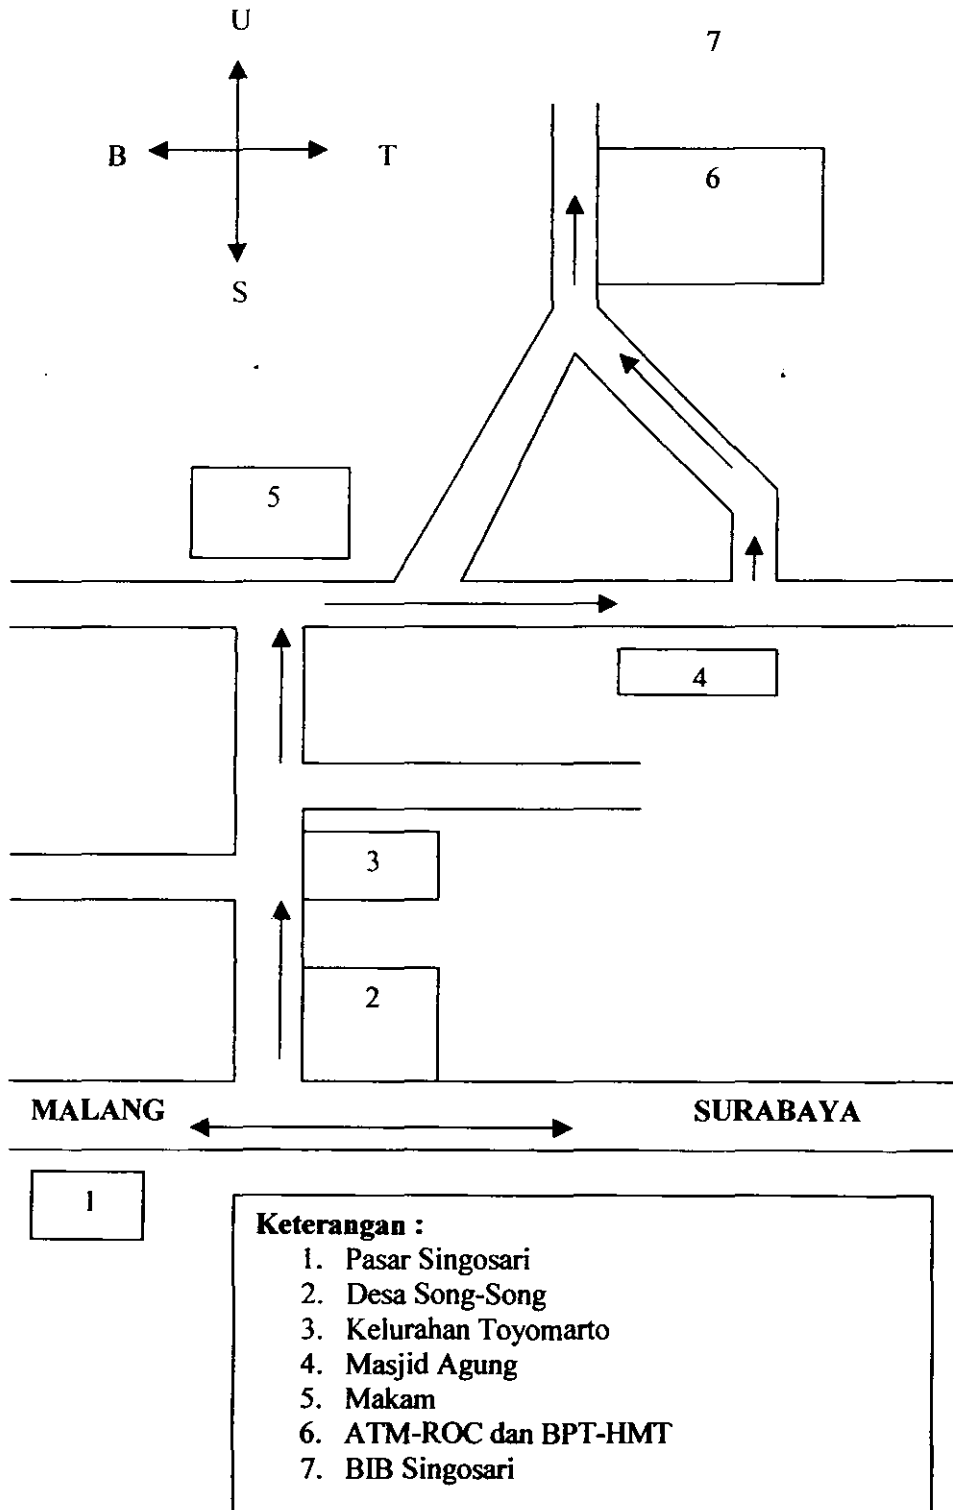 U
7
B
T
6
S
5
4
3
2
MALANG SURABAYA
1
Keterangan :
1. Pasar Singosari
2. Desa Song-Song
3. Kelurahan Toyomarto
4. Masjid Agung
5. Makam
6. ATM-ROC dan BPT-HMT
7. BIB Singosari